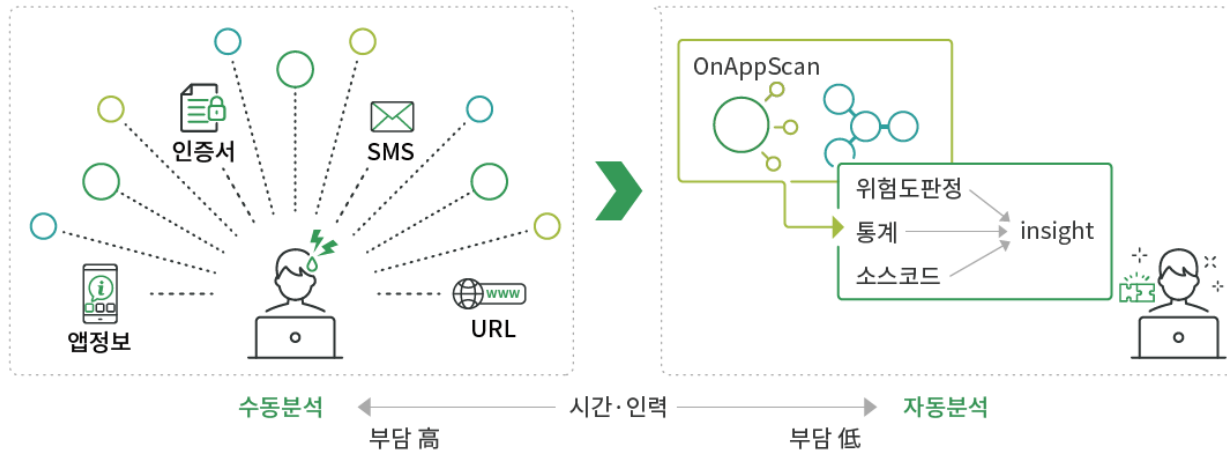 인증서
SMS
앱정보
www
URL
OnAppScan
위험도판정
통계
소스코드
insight
수동분석
시간·인력
자동분석
부담 高
부담 低